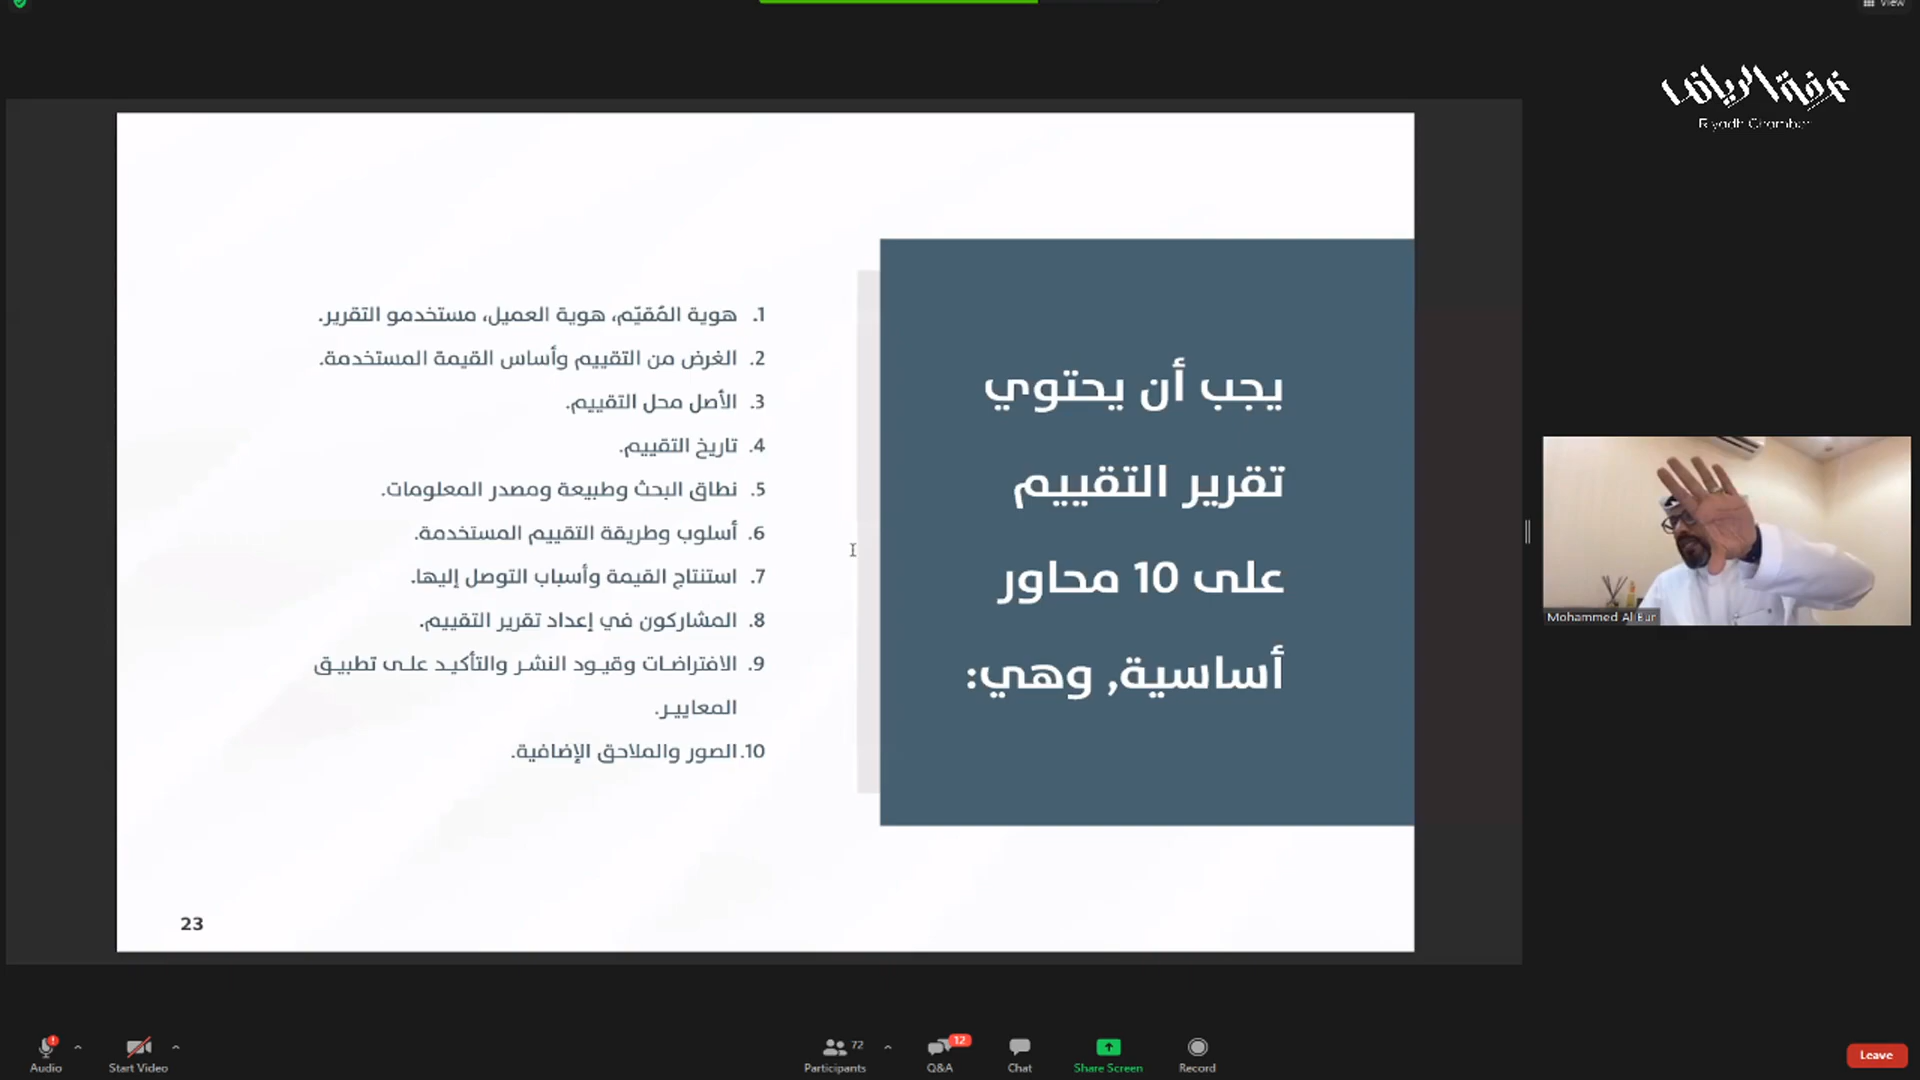 View
غرفة الرياض
Riyadh Chamber
يجب أن يحتوي
تقرير التقييم
على 10 محاور
أساسية, وهي:
1. هوية المُقيّم، هوية العميل، مستخدمو التقرير.
2. الغرض من التقييم وأساس القيمة المستخدمة.
3. الأصل محل التقييم.
4. تاريخ التقييم.
5. نطاق البحث وطبيعة ومصدر المعلومات.
6. أسلوب وطريقة التقييم المستخدمة.
7. استنتاج القيمة وأسباب التوصل إليها.
8. المشاركون في إعداد تقرير التقييم.
9. الافتراضات وقيود النشر والتأكيد على تطبيق
المعايير.
10. الصور والملاحق الإضافية.
23
Mohammed Al
Audio
Start Video
72
Participants
12
Q&A
Chat
Share Screen
Record
Leave